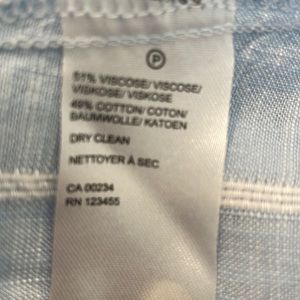 P
51% VISCOSE/ VISCOSE/
VISKOSE/ VISKOSE
49% COTTON/ COTON/
BAUMWOLLE/ KATOEN
DRY CLEAN
NETTOYER À SEC
CA 00234
RN 123455